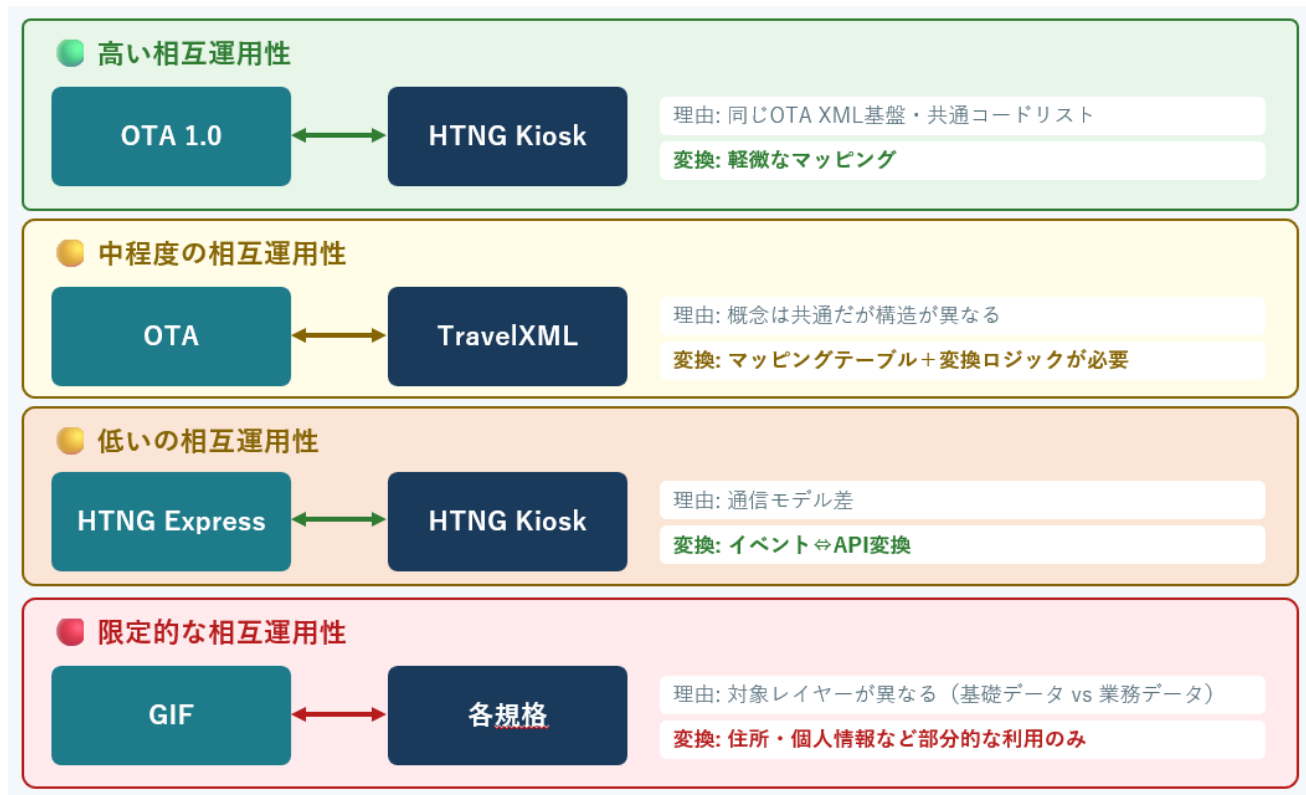 高い相互運用性
OTA 1.0
HTNG Kiosk
理由: 同じOTA XML基盤・共通コードリスト
変換: 軽微なマッピング
中程度の相互運用性
OTA
TravelXML
理由: 概念は共通だが構造が異なる
変換: マッピングテーブル＋変換ロジックが必要
低いの相互運用性
HTNG Express
HTNG Kiosk
理由: 通信モデル差
変換: イベント⇔API変換
限定的な相互運用性
GIF
各規格
理由: 対象レイヤーが異なる（基礎データ vs 業務データ）
変換: 住所・個人情報など部分的な利用のみ